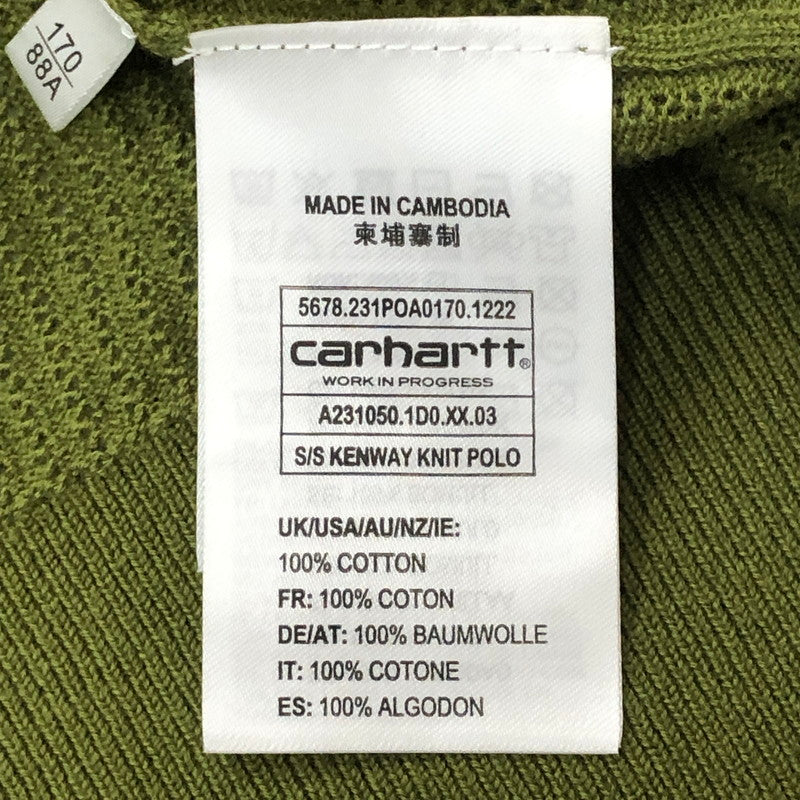 170
88A
MADE IN CAMBODIA
柬埔寨制
5678.231POA0170.1222
carhartt®
WORK IN PROGRESS
A231050.1D0.XX.03
S/S KENWAY KNIT POLO
UK/USA/AU/NZ/IE:
100% COTTON
FR: 100% COTON
DE/AT: 100% BAUMWOLLE
IT: 100% COTONE
ES: 100% ALGODON